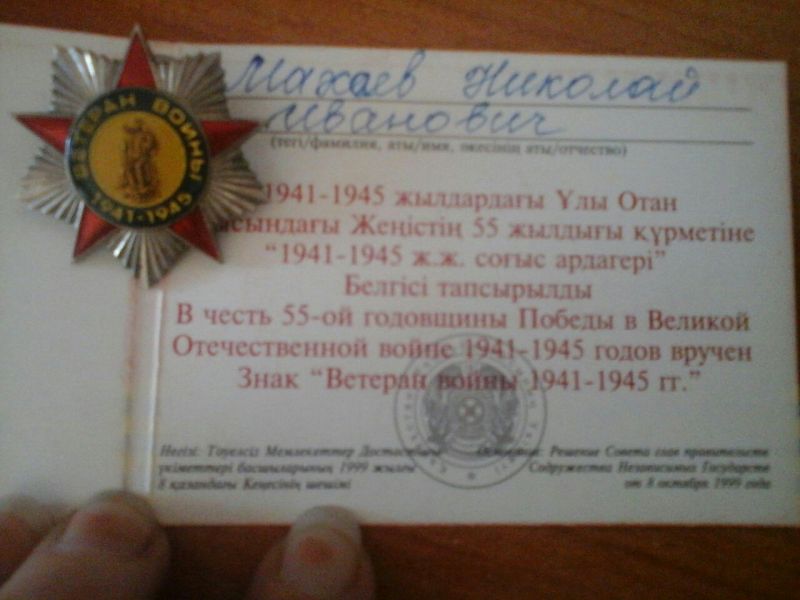 ВЕТЕРАН ВОЙНЫ
1941-1945
Махаев Николай
Иванович
(тегі/фамилия, аты/имя, әкесінің аты/отчество)
1941-1945 жылдардағы Ұлы Отан
Жеңістің 55 жылдығы құрметіне
“1941-1945 ж.ж. соғыс ардагері”
Белгісі тапсырылды
В честь 55-ой годовщины Победы в Великой
Отечественной войне 1941-1945 годов вручен
Знак “Ветеран войны 1941-1945 гг.”
Негізі: Тәуелсіз Мемлекеттер Достастығы
үкіметтері басшыларының 1999 жылғы
8 қазандағы Кеңесінің шешімі
Основание: Решение Совета глав правительств
Содружества Независимых Государств
от 8 октября 1999 года